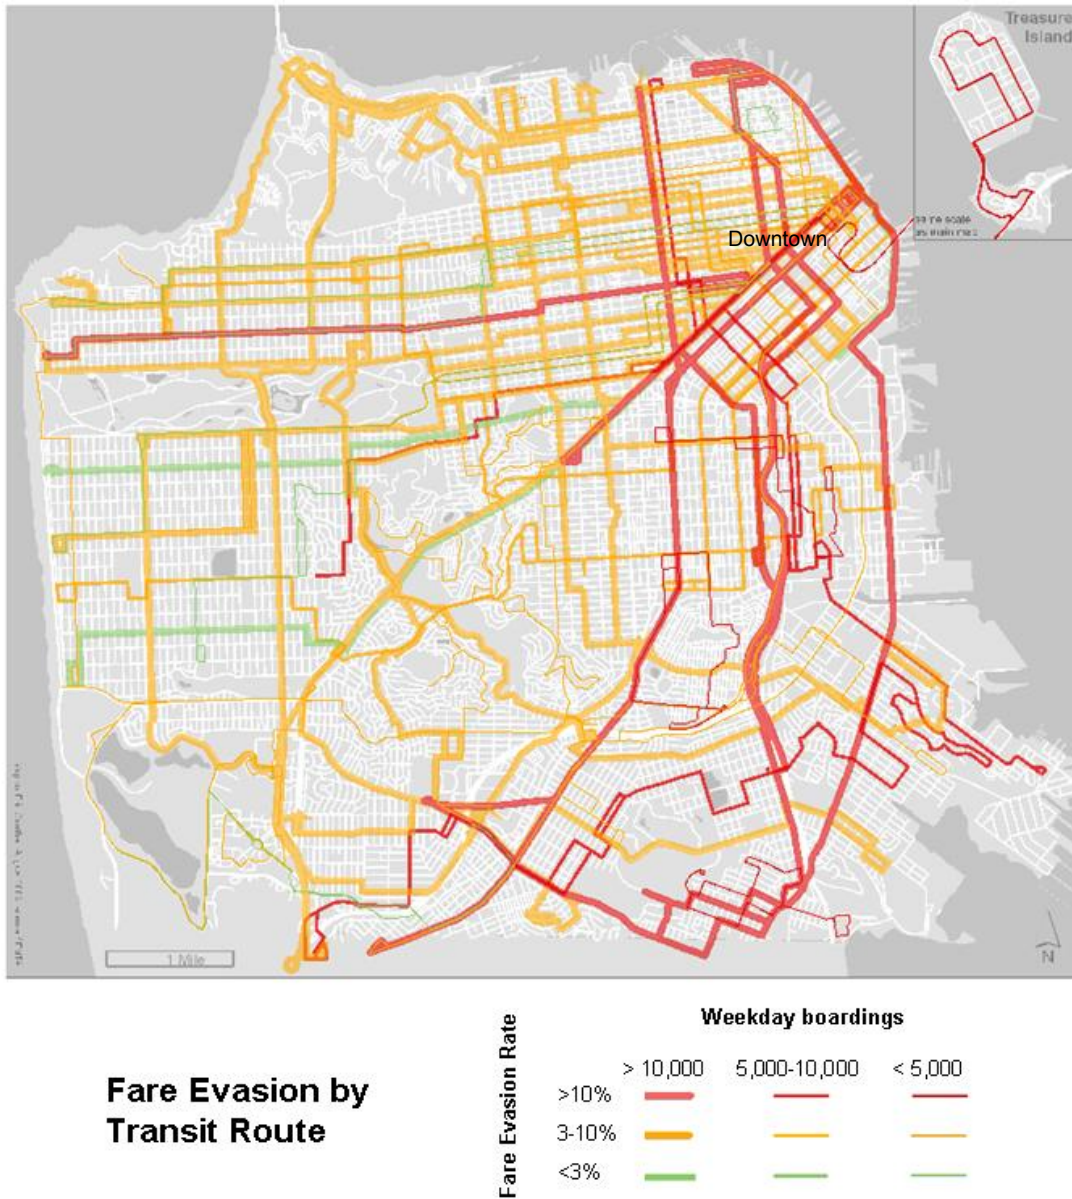 Treasure
Island
Downtown
1 Mile
N
Weekday boardings
Fare Evasion Rate
> 10,000 5,000-10,000 < 5,000
>10%
3-10%
<3%
Fare Evasion by
Transit Route